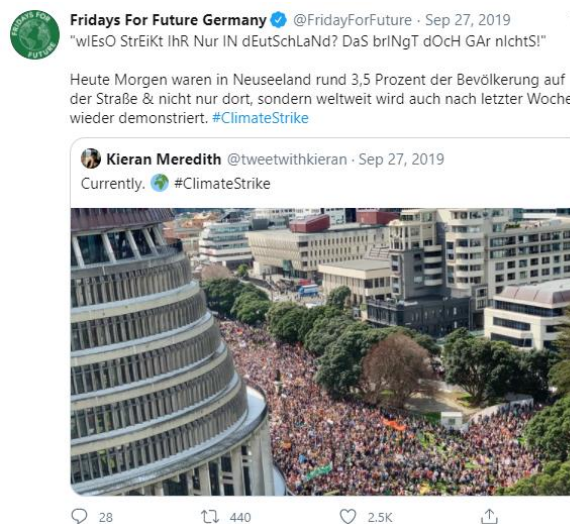 FRIDAYS FOR FUTURE
Fridays For Future Germany @FridayForFuture · Sep 27, 2019
"wIEsO StrEiKt IhR Nur IN dEutSchLaNd? DaS brINgT dOcH GAr nIchtS!"
Heute Morgen waren in Neuseeland rund 3,5 Prozent der Bevölkerung auf
der Straße & nicht nur dort, sondern weltweit wird auch nach letzter Woche
wieder demonstriert. #ClimateStrike
Kieran Meredith @tweetwithkieran · Sep 27, 2019
Currently. 🌍 #ClimateStrike
28 440 2.5K